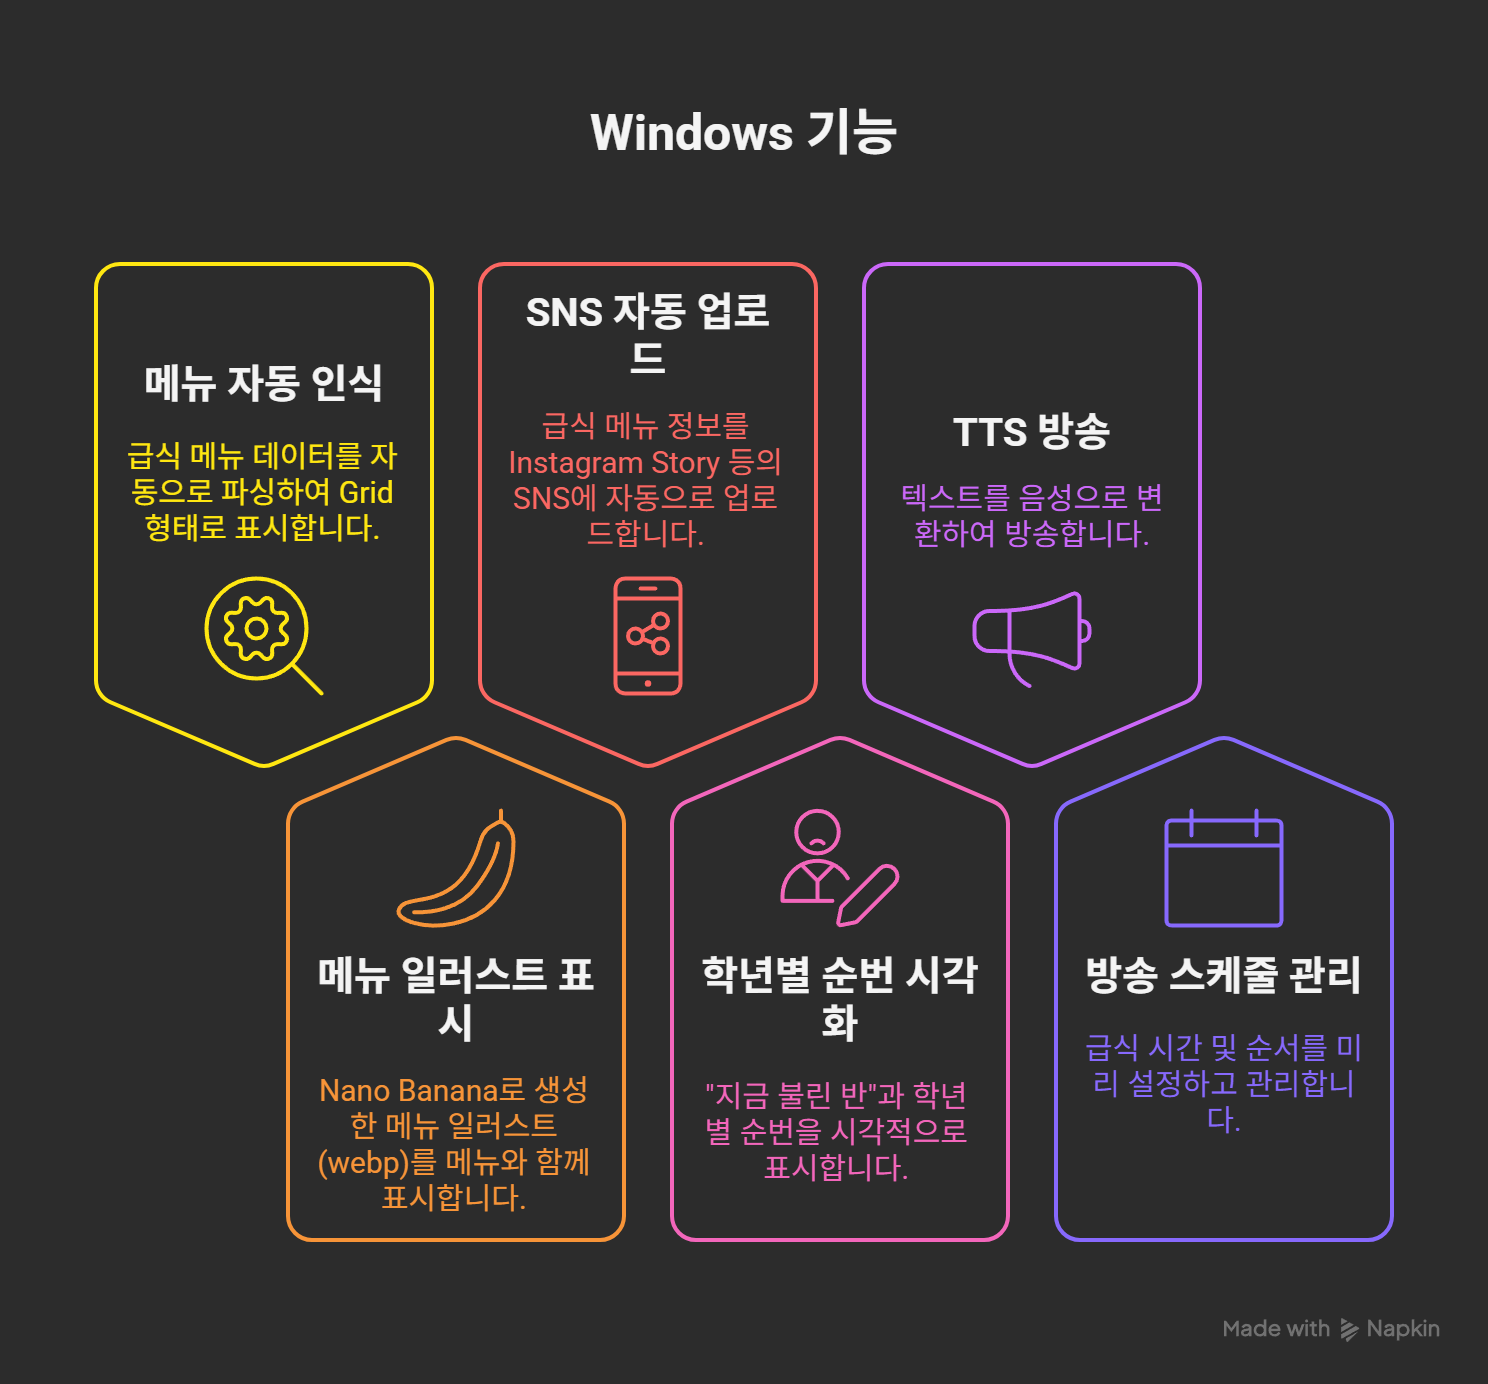 Windows 기능
메뉴 자동 인식
급식 메뉴 데이터를 자
동으로 파싱하여 Grid
형태로 표시합니다.
SNS 자동 업로
드
급식 메뉴 정보를
Instagram Story 등의
SNS에 자동으로 업로
드합니다.
TTS 방송
텍스트를 음성으로 변
환하여 방송합니다.
메뉴 일러스트 표
시
Nano Banana로 생성
한 메뉴 일러스트
(webp)를 메뉴와 함께
표시합니다.
학년별 순번 시각
화
"지금 불린 반"과 학년
별 순번을 시각적으로
표시합니다.
방송 스케줄 관리
급식 시간 및 순서를 미
리 설정하고 관리합니
다.
Made with Napkin